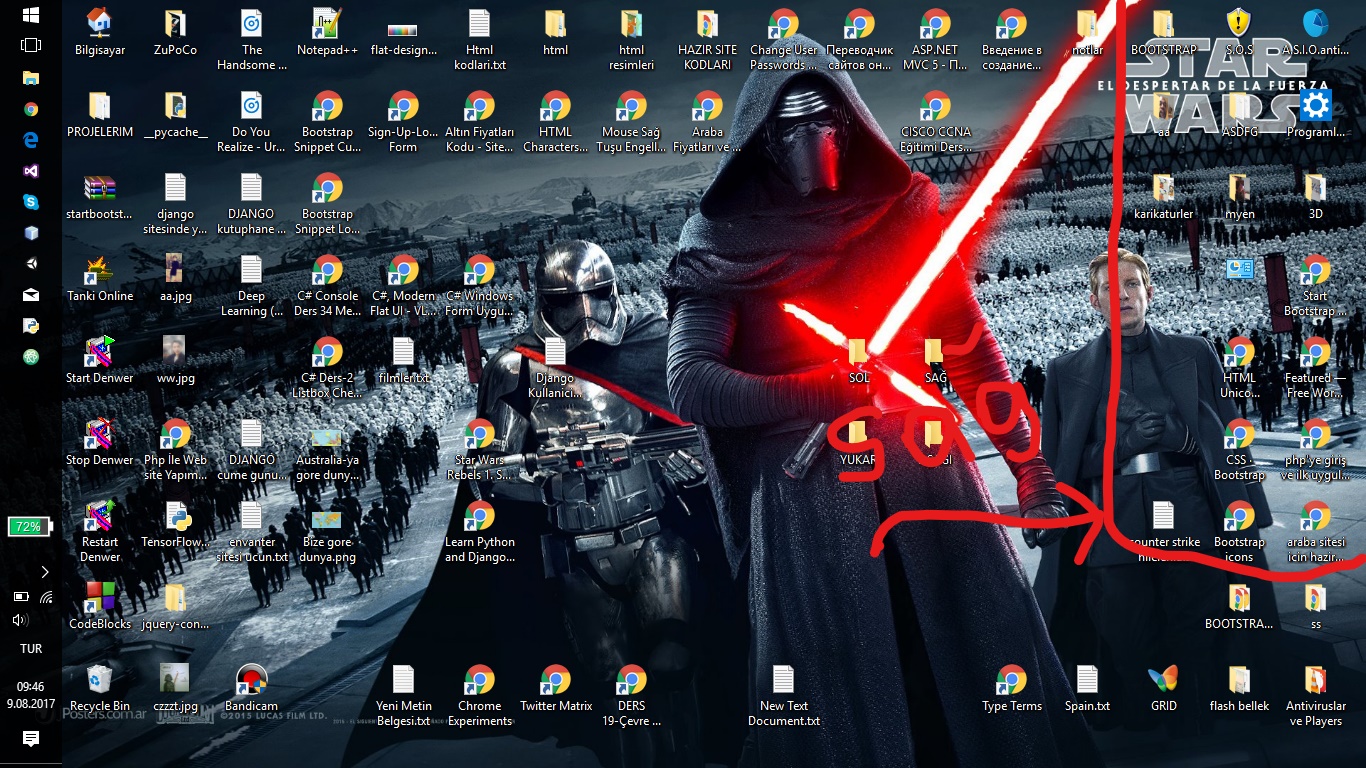 Bilgisayar
ZuPoCo
The
Handsome ...
Notepad++
flat-design...
Html
kodlari.txt
html
html
resimleri
HAZIR SITE
KODLARI
Change User
Passwords ...
Переводчик
сайтов он...
ASP.NET
MVC 5 - П...
Введение в
создание...
notlar
BOOTSTRAP
S.O.S
A.S.I.O.anti...
STAR
EL DESPERTAR DE LA FUERZA
WARS
PROJELERIM
__pycache__
Do You
Realize - Ur...
Bootstrap
Snippet Cu...
Sign-Up-Lo...
Form
Altın Fiyatları
Kodu - Site...
HTML
Characters...
Mouse Sağ
Tuşu Engell...
Araba
Fiyatları ve ...
CISCO CCNA
Eğitimi Ders...
aa
ASDFG
Programl...
startbootst...
django
sitesinde y...
DJANGO
kutuphane ...
Bootstrap
Snippet Lo...
karikaturler
myen
3D
Tanki Online
aa.jpg
Deep
Learning (...
C# Console
Ders 34 Me...
C#, Modern
Flat UI - VL...
C# Windows
Form Uygu...
Start
Bootstrap ...
Start Denwer
ww.jpg
C# Ders-2
Listbox Che...
filmler.txt
Django
Kullanici...
SOL
SAĞ
HTML
Unico...
Featured —
Free Wor...
sağ
Stop Denwer
Php İle Web
site Yapım...
DJANGO
cume gunu...
Australia-ya
gore duny...
Star Wars
Rebels 1. S...
YUKARI
CSS ·
Bootstrap
php'ye giriş
ve ilk uygul...
72%
Restart
Denwer
TensorFlow...
envanter
sitesi ucun.txt
Bize gore
dunya.png
Learn Python
and Django...
counter strike
Bootstrap
icons
araba sitesi
icin hazir...
CodeBlocks
jquery-con...
BOOTSTRA...
ss
TUR
09:46
9.08.2017
Recycle Bin
czzzt.jpg
Bandicam
Yeni Metin
Belgesi.txt
Chrome
Experiments
Twitter Matrix
DERS
19-Çevre ...
New Text
Document.txt
Type Terms
Spain.txt
GRID
flash bellek
Antiviruslar
ve Players
Posters.com.ar
©2015 LUCAS FILM LTD.